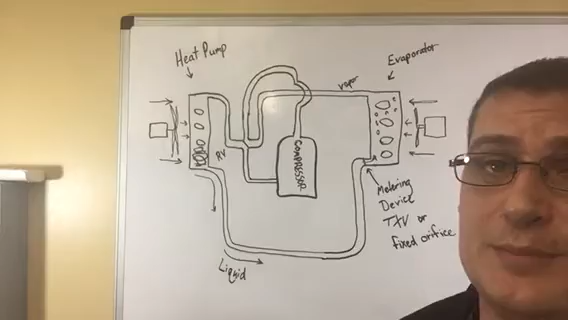 Heat Pump
Evaporator
vapor
RV
COMPRESSOR
Metering
Device
TXV or
fixed orifice
Liquid